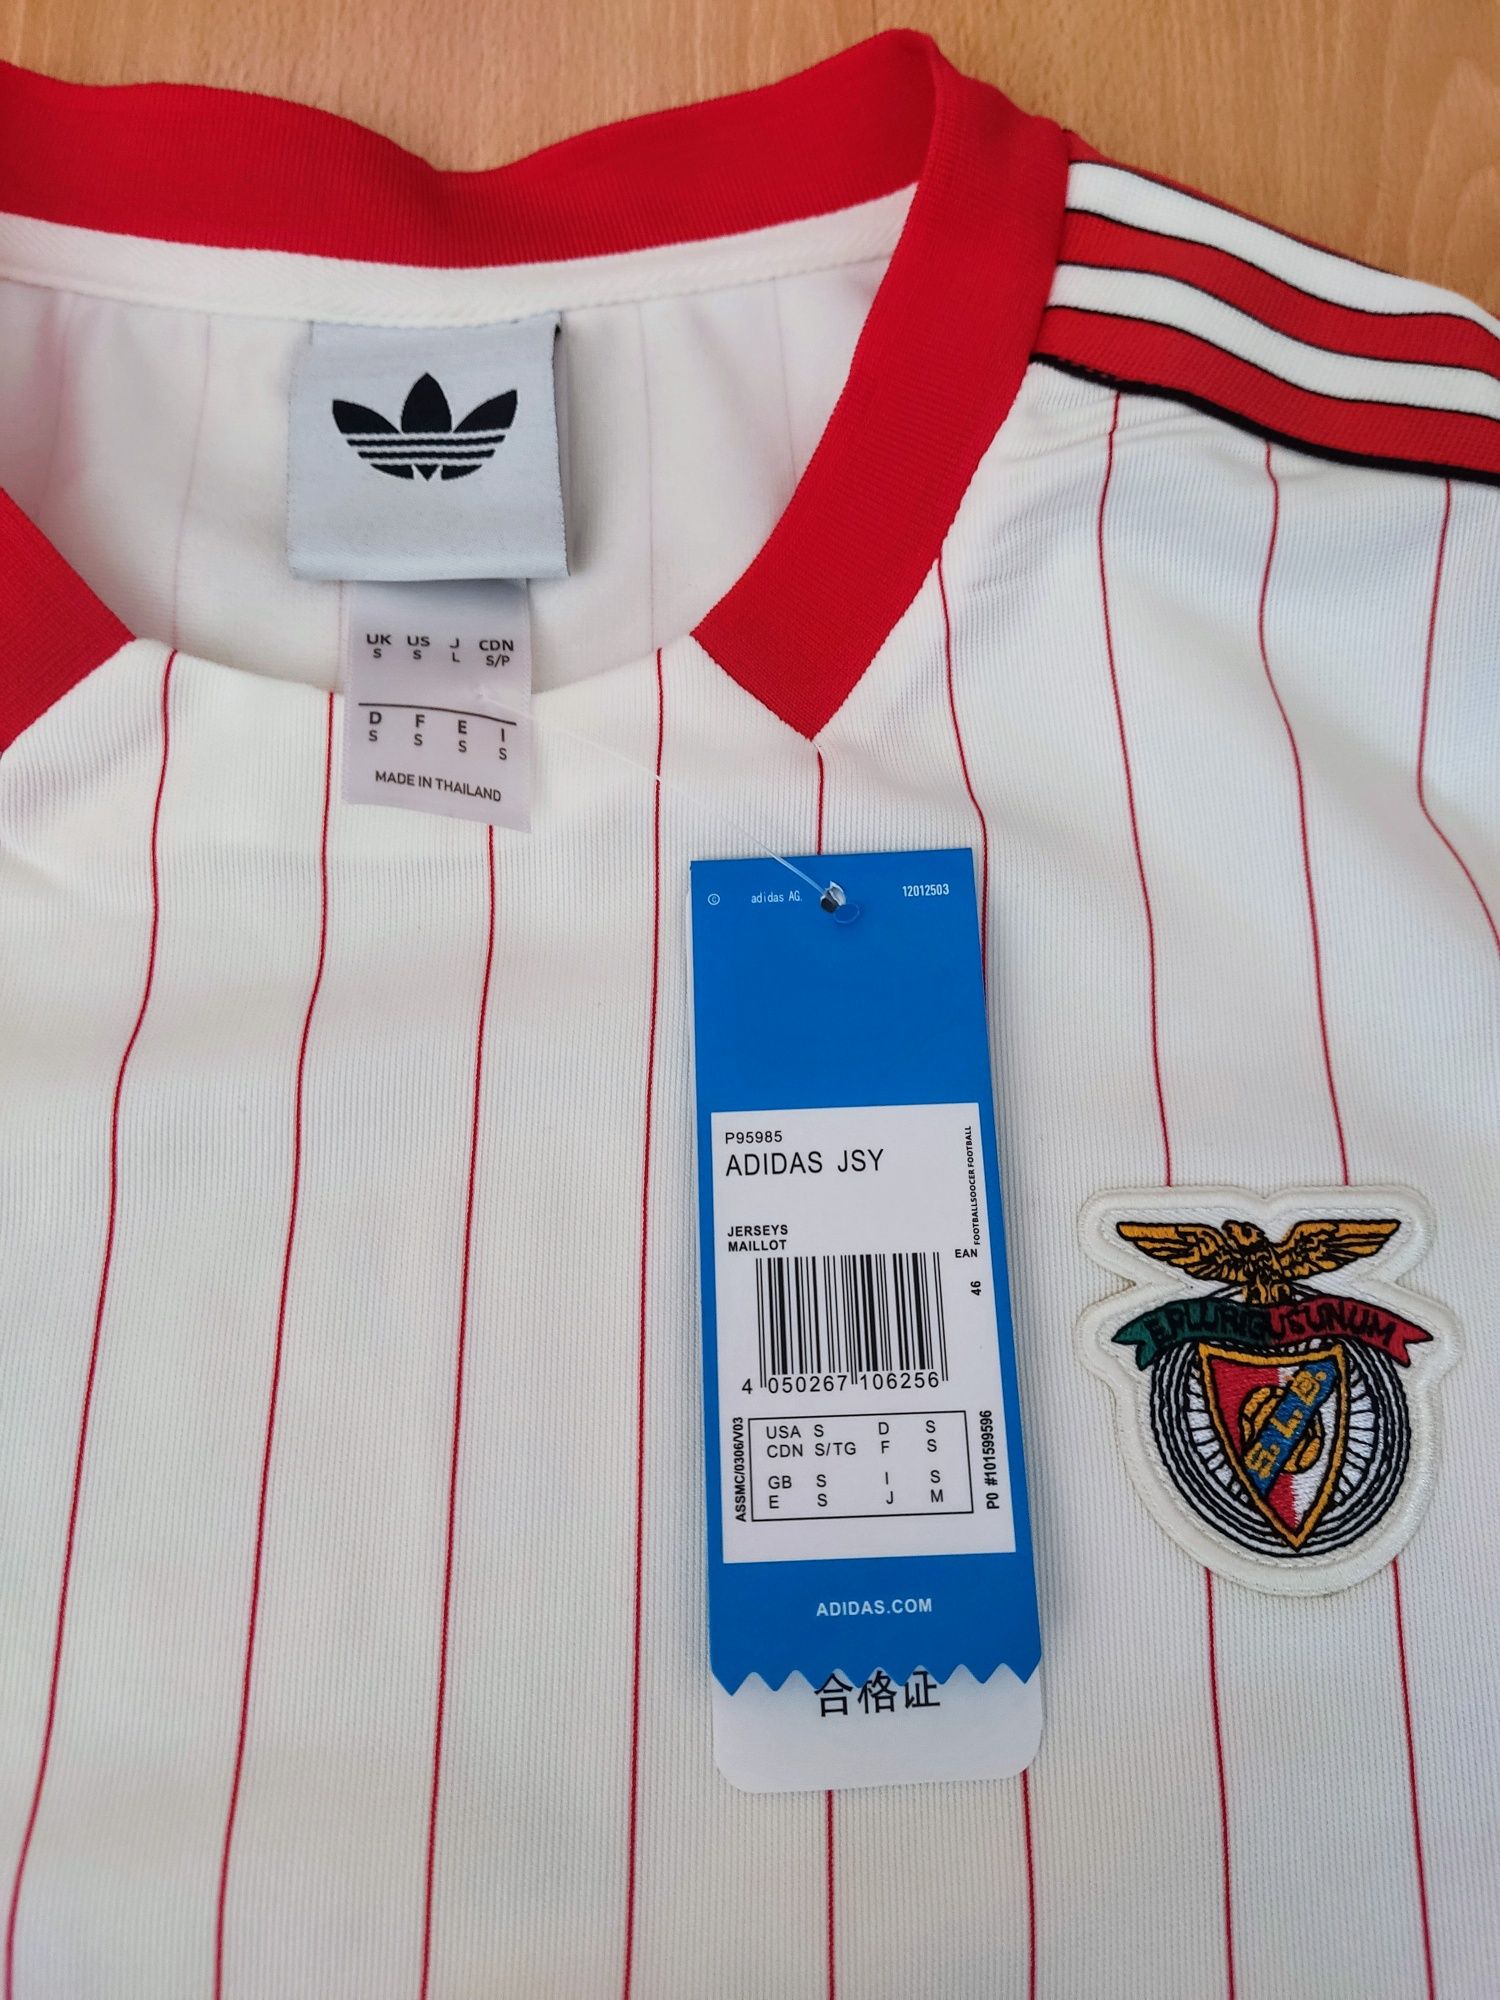 UK US J CDN
S S L S/P
D F E I
S S S S
MADE IN THAILAND
© adidas AG. 12012503
P95985
ADIDAS JSY
FOOTBALL/SOCCER FOOTBALL
JERSEYS
MAILLOT
EAN
46
4 050267 106256
ASSMC/0306/V03
USA S D S
CDN S/TG F S
GB S I S
E S J M
PO #101599596
ADIDAS.COM
合格证
E PLURIBUS UNUM
S.L.B.